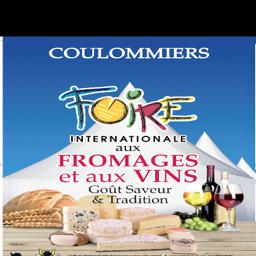 COULOMMIERS
FOIRE
INTERNATIONALE
aux
FROMAGES
et aux VINS
Goût Saveur
& Tradition